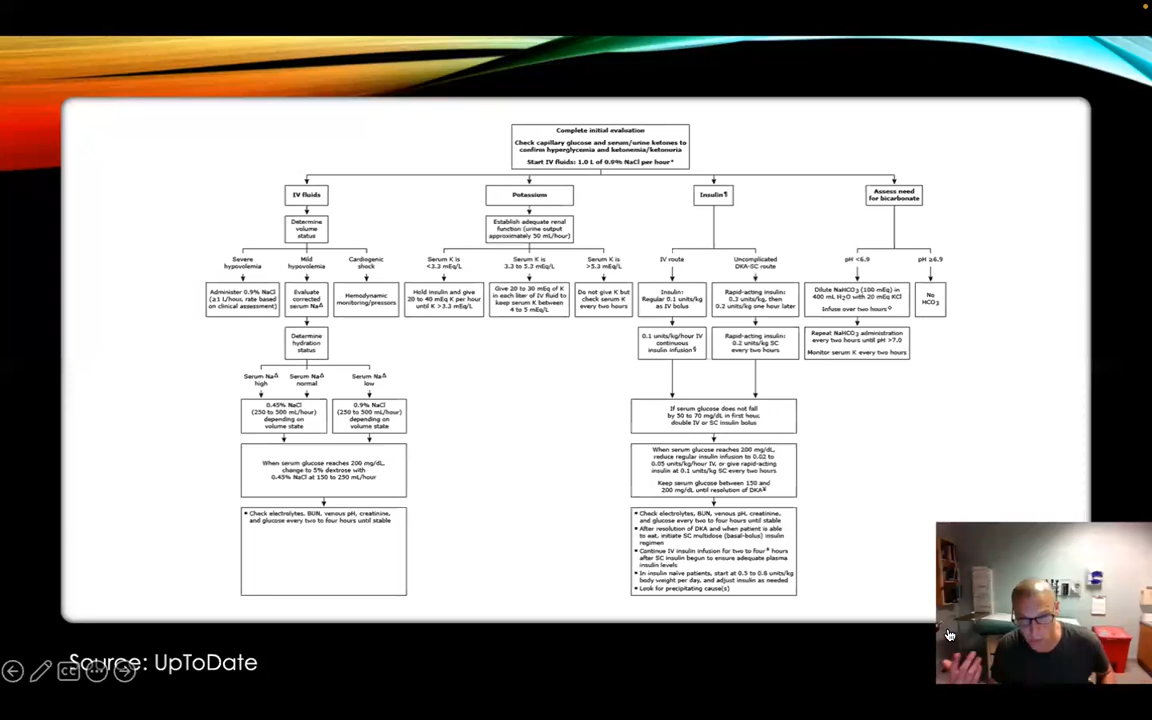 Complete initial evaluation
Check capillary glucose and serum/urine ketones to
confirm hyperglycemia and ketonemia/ketonuria
Start IV fluids: 1.0 L of 0.9% NaCl per hour*
IV fluids
Determine
volume
status
Severe
hypovolemia
Mild
hypovolemia
Cardiogenic
shock
Administer 0.9% NaCl
(≥1 L/hour, rate based
on clinical assessment)
Evaluate
corrected
serum NaΔ
Hemodynamic
monitoring/pressors
Determine
hydration
status
Serum NaΔ
high
Serum NaΔ
normal
Serum NaΔ
low
0.45% NaCl
(250 to 500 mL/hour)
depending on
volume state
0.9% NaCl
(250 to 500 mL/hour)
depending on
volume state
When serum glucose reaches 200 mg/dL,
change to 5% dextrose with
0.45% NaCl at 150 to 250 mL/hour
• Check electrolytes, BUN, venous pH, creatinine,
and glucose every two to four hours until stable
Potassium
Establish adequate renal
function (urine output
approximately 50 mL/hour)
Serum K is
<3.3 mEq/L
Serum K is
3.3 to 5.3 mEq/L
Serum K is
>5.3 mEq/L
Hold insulin and give
20 to 40 mEq K per hour
until K >3.3 mEq/L
Give 20 to 30 mEq of K
in each liter of IV fluid to
keep serum K between
4 to 5 mEq/L
Do not give K but
check serum K
every two hours
Insulin¶
IV route
Uncomplicated
DKA-SC route
Insulin:
Regular 0.1 units/kg
as IV bolus
Rapid-acting insulin:
0.3 units/kg, then
0.2 units/kg one hour later
0.1 units/kg/hour IV
continuous
insulin infusion§
Rapid-acting insulin:
0.2 units/kg SC
every two hours
If serum glucose does not fall
by 50 to 70 mg/dL in first hour,
double IV or SC insulin bolus
When serum glucose reaches 200 mg/dL,
reduce regular insulin infusion to 0.02 to
0.05 units/kg/hour IV, or give rapid-acting
insulin at 0.1 units/kg SC every two hours
Keep serum glucose between 150 and
200 mg/dL until resolution of DKA¥
• Check electrolytes, BUN, venous pH, creatinine,
and glucose every two to four hours until stable
• After resolution of DKA and when patient is able
to eat, initiate SC multidose (basal-bolus) insulin
regimen
• Continue IV insulin infusion for two to four hours
after SC insulin begun to ensure adequate plasma
insulin levels
• In insulin naïve patients, start at 0.5 to 0.8 units/kg
body weight per day, and adjust insulin as needed
• Look for precipitating cause(s)
Assess need
for bicarbonate
pH <6.9
pH ≥6.9
Dilute NaHCO3 (100 mEq) in
400 mL H2O with 20 mEq KCl
Infuse over two hours◊
No
HCO3
Repeat NaHCO3 administration
every two hours until pH >7.0
Monitor serum K every two hours
Source: UpToDate
CC